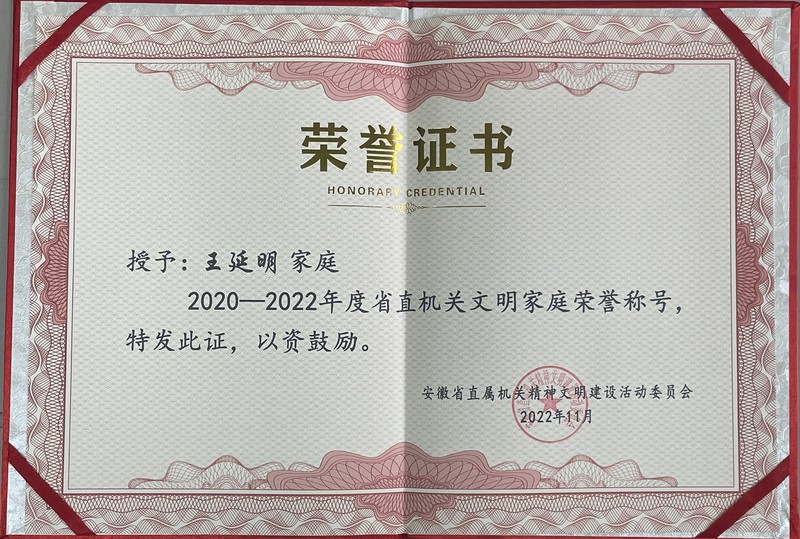 荣誉证书
HONORARY CREDENTIAL
授予：王延明 家庭
2020—2022年度省直机关文明家庭荣誉称号，
特发此证，以资鼓励。
安徽省直属机关精神文明建设活动委员会
2022年11月